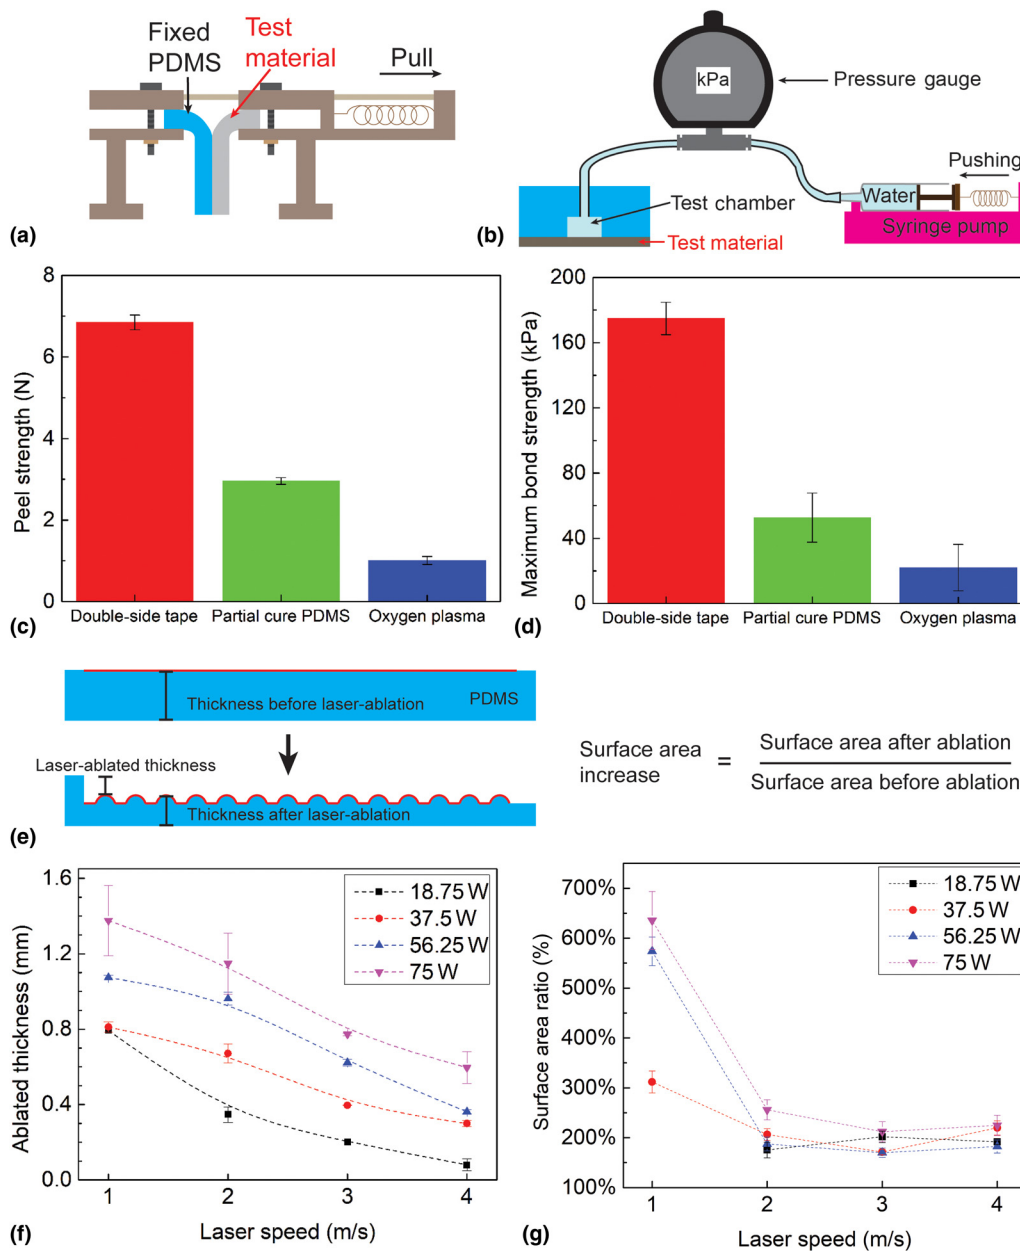 Fixed
PDMS
Test
material
Pull
(a)
kPa
Pressure gauge
Pushing
Water
Syringe pump
Test chamber
Test material
(b)
Peel strength (N)
8
6
4
2
0
Double-side tape
Partial cure PDMS
Oxygen plasma
(c)
Maximum bond strength (kPa)
200
160
120
80
40
0
Double-side tape
Partial cure PDMS
Oxygen plasma
(d)
Thickness before laser-ablation
PDMS
Laser-ablated thickness
Thickness after laser-ablation
(e)
Surface area
increase
=
Surface area after ablation
Surface area before ablation
Ablated thickness (mm)
1.6
1.2
0.8
0.4
0.0
18.75 W
37.5 W
56.25 W
75 W
1 2 3 4
Laser speed (m/s)
(f)
Surface area ratio (%)
700%
600%
500%
400%
300%
200%
100%
18.75 W
37.5 W
56.25 W
75 W
1 2 3 4
Laser speed (m/s)
(g)